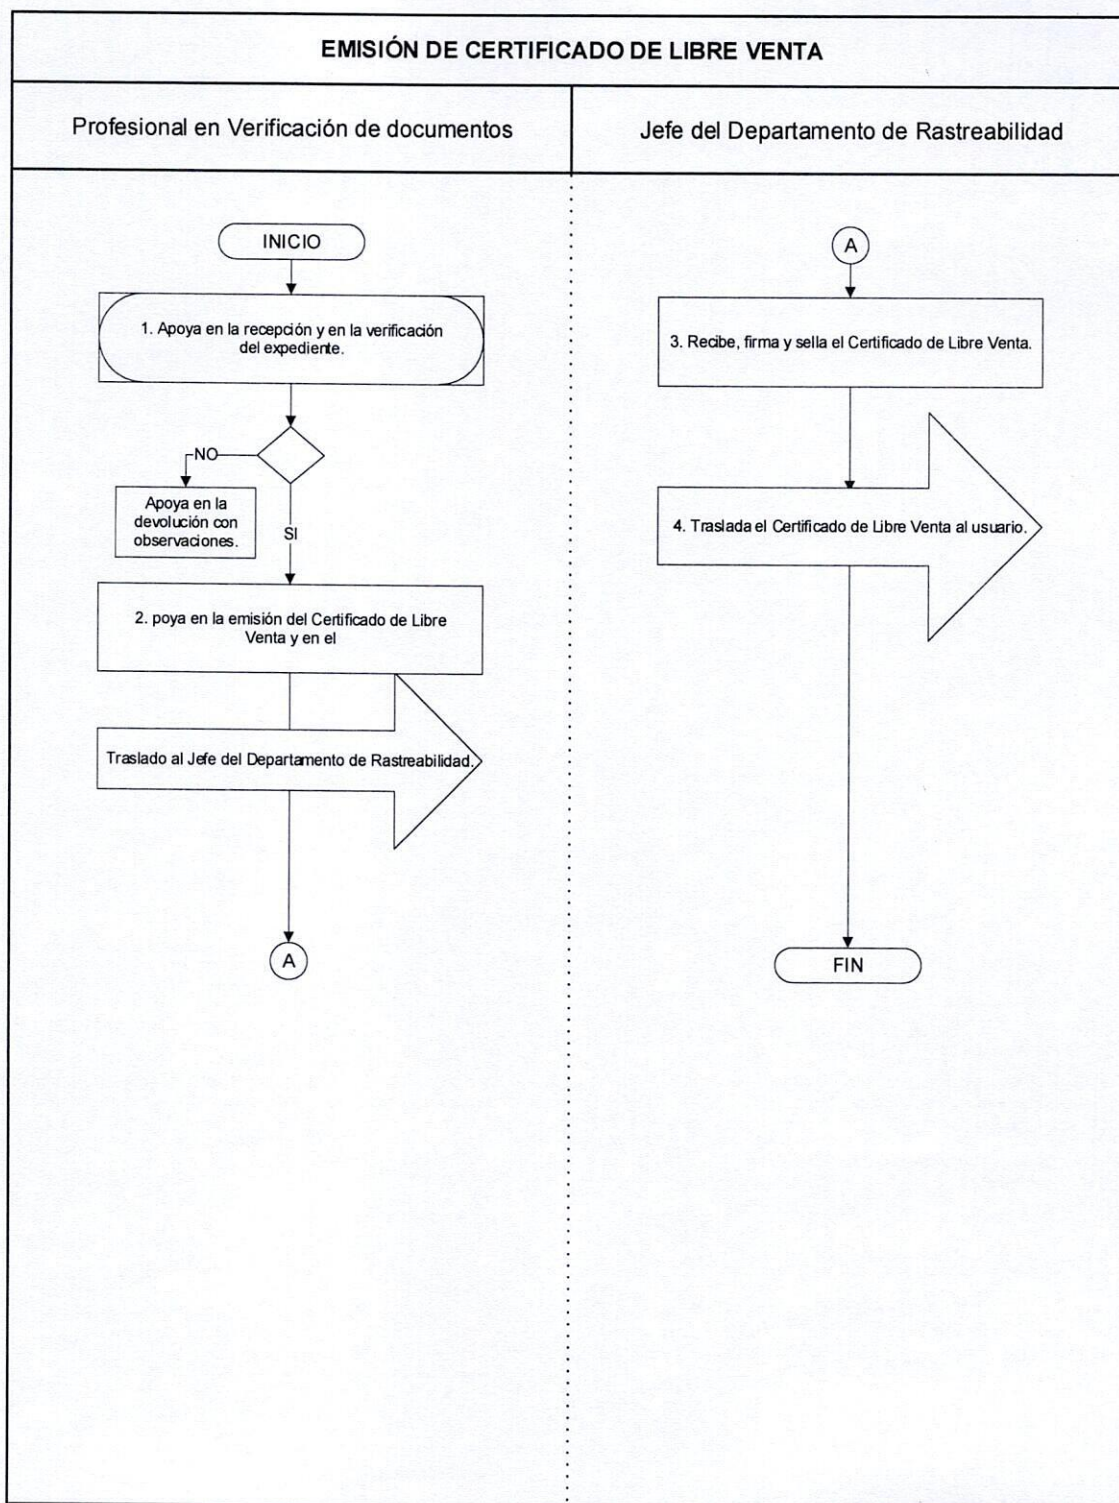 EMISIÓN DE CERTIFICADO DE LIBRE VENTA
Profesional en Verificación de documentos
Jefe del Departamento de Rastreabilidad
INICIO
1. Apoya en la recepción y en la verificación
del expediente.
NO
Apoya en la
devolución con
observaciones.
SI
2. poya en la emisión del Certificado de Libre
Venta y en el
Traslado al Jefe del Departamento de Rastreabilidad.
A
A
3. Recibe, firma y sella el Certificado de Libre Venta.
4. Traslada el Certificado de Libre Venta al usuario.
FIN